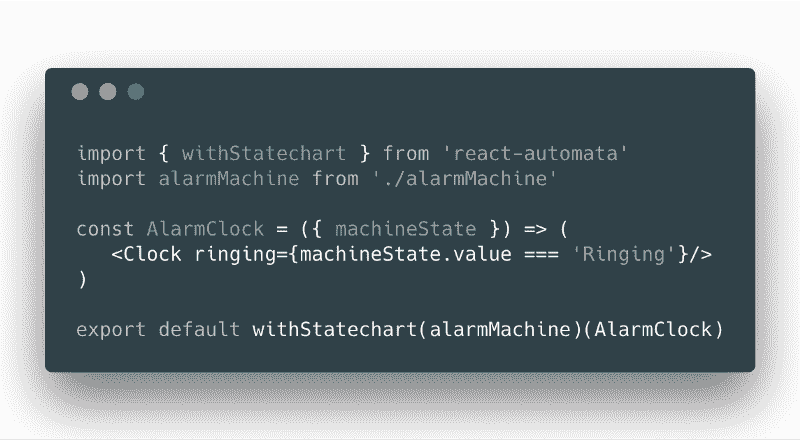 import { withStatechart } from 'react-automata'
import alarmMachine from './alarmMachine'
const AlarmClock = ({ machineState }) => (
<Clock ringing={machineState.value === 'Ringing'}/>
)
export default withStatechart(alarmMachine)(AlarmClock)